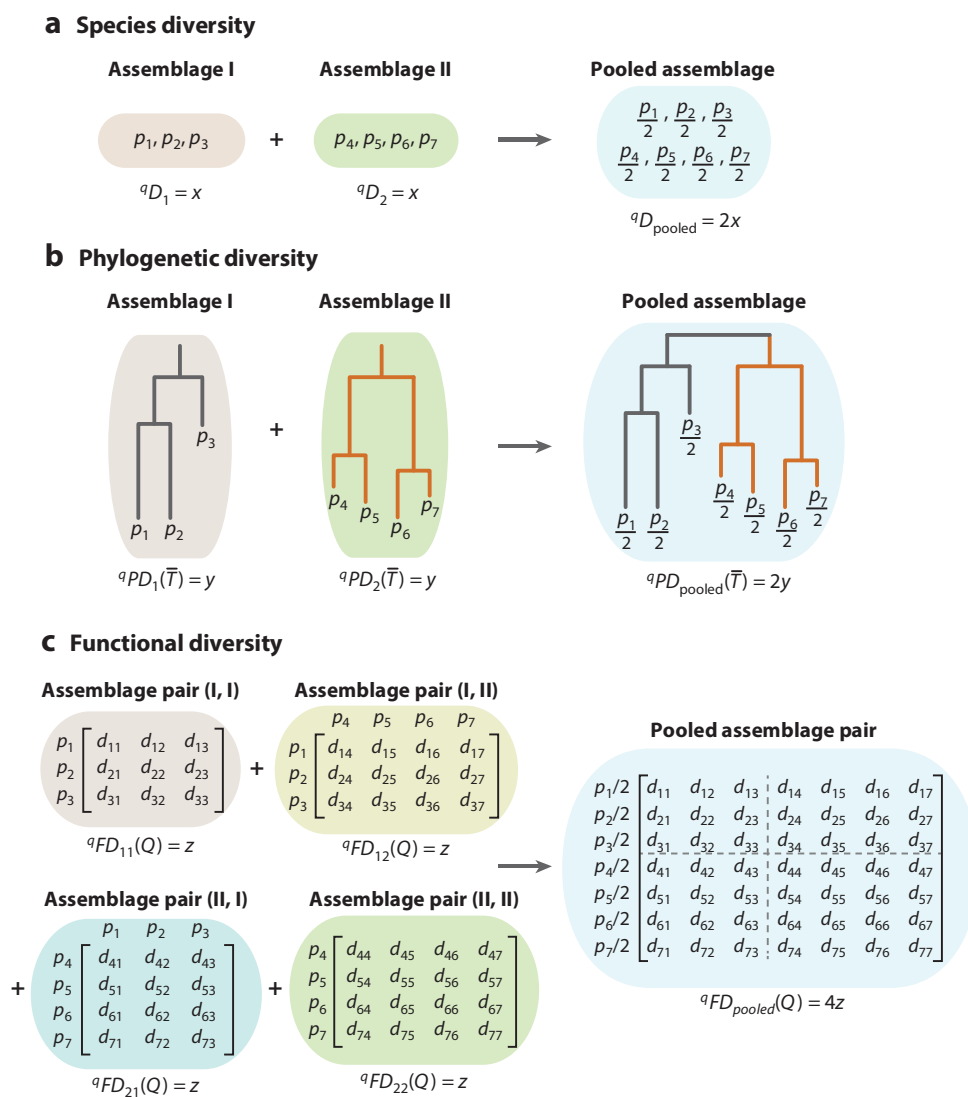 a Species diversity
Assemblage I Assemblage II Pooled assemblage
p1, p2, p3 + p4, p5, p6, p7
p1/2, p2/2, p3/2
p4/2, p5/2, p6/2, p7/2
qD1 = x qD2 = x
qDpooled = 2x
b Phylogenetic diversity
Assemblage I Assemblage II Pooled assemblage
+
p3
p1 p2
p4 p5 p6 p7
p3/2
p1/2 p2/2
p4/2 p5/2 p6/2 p7/2
qPD1(T̅) = y qPD2(T̅) = y qPDpooled(T̅) = 2y
c Functional diversity
Assemblage pair (I, I)
p1 [d11 d12 d13]
p2 [d21 d22 d23]
p3 [d31 d32 d33]
qFD11(Q) = z
+
Assemblage pair (I, II)
p4 p5 p6 p7
p1 [d14 d15 d16 d17]
p2 [d24 d25 d26 d27]
p3 [d34 d35 d36 d37]
qFD12(Q) = z
+
Assemblage pair (II, I)
p1 p2 p3
p4 [d41 d42 d43]
p5 [d51 d52 d53]
p6 [d61 d62 d63]
p7 [d71 d72 d73]
qFD21(Q) = z
+
Assemblage pair (II, II)
p4 [d44 d45 d46 d47]
p5 [d54 d55 d56 d57]
p6 [d64 d65 d66 d67]
p7 [d74 d75 d76 d77]
qFD22(Q) = z
Pooled assemblage pair
p1/2 [d11 d12 d13 d14 d15 d16 d17]
p2/2 [d21 d22 d23 d24 d25 d26 d27]
p3/2 [d31 d32 d33 d34 d35 d36 d37]
p4/2 [d41 d42 d43 d44 d45 d46 d47]
p5/2 [d51 d52 d53 d54 d55 d56 d57]
p6/2 [d61 d62 d63 d64 d65 d66 d67]
p7/2 [d71 d72 d73 d74 d75 d76 d77]
qFDpooled(Q) = 4z